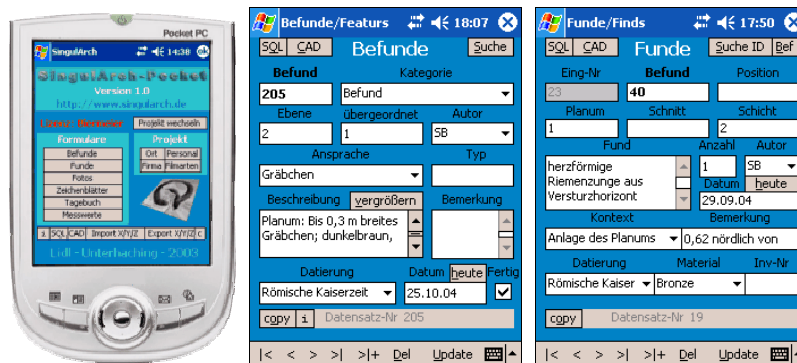 Pocket PC
SingulArch 14:38 ok
SingulArch-Pocket
Version 1.0
http://www.singularch.de
Projekt wechseln
Formulare Projekt
Befunde Ort Personal
Funde Firma Filmarten
Fotos
Zeichenblätter
Tagebuch
Messwerte
SQL CAD Import X/Y/Z Export X/Y/Z c
Lidl - Unterhaching - 2003
Befunde/Featurs 18:07
SQL CAD Befunde Suche
Befund Kategorie
205 Befund
Ebene übergeordnet Autor
2 1 SB
Ansprache Typ
Gräbchen
Beschreibung vergrößern Bemerkung
Planum: Bis 0,3 m breites
Gräbchen; dunkelbraun,
Datierung Datum heute Fertig
Römische Kaiserzeit 25.10.04
copy i Datensatz-Nr 205
|< < > >| >|+ Del Update
Funde/Finds 17:50
SQL CAD Funde Suche ID Bef
Eing-Nr Befund Position
23 40
Planum Schnitt Schicht
1 2
Fund Anzahl Autor
herzförmige 1 SB
Riemenzunge aus Datum heute
Versturzhorizont 29.09.04
Kontext Bemerkung
Anlage des Planums 0,62 nördlich von
Datierung Material Inv-Nr
Römische Kaiser Bronze
copy Datensatz-Nr 19
|< < > >| >|+ Del Update